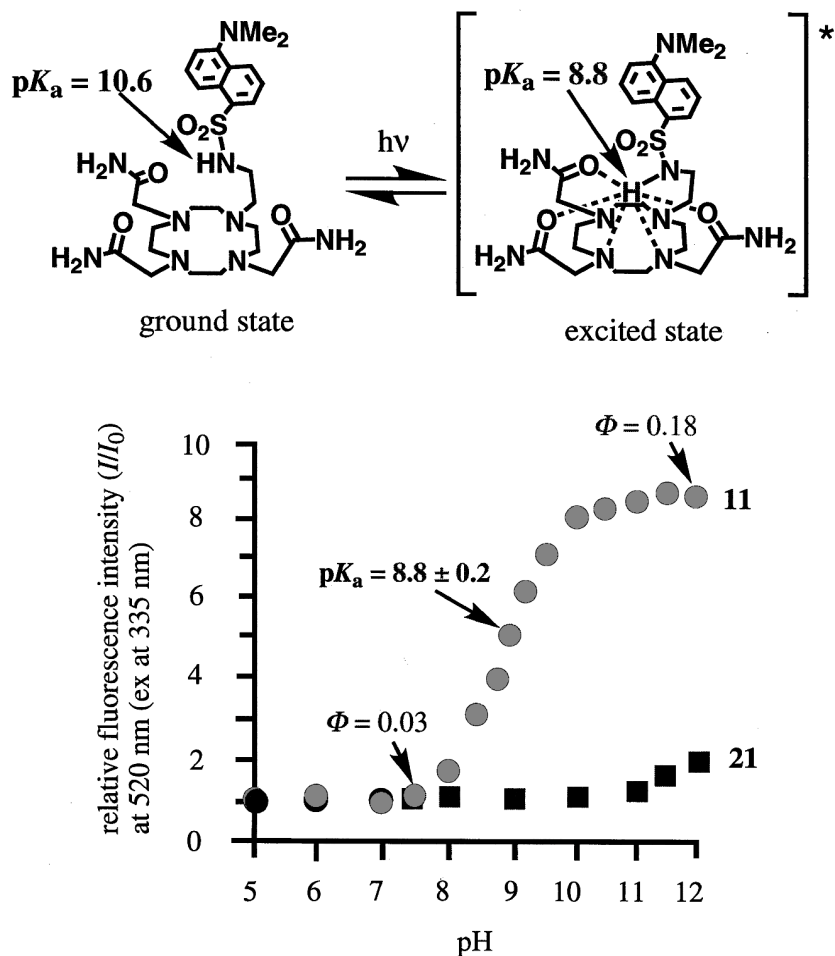 NMe2
pKa = 10.6
O2S
HN
H2N
O
N
N
O
H2N
N
N
O
NH2
ground state
hν
*
NMe2
pKa = 8.8
O2S
N
H2N
O
H
O
N
N
O
H2N
N
N
NH2
excited state
relative fluorescence intensity (I/I0)
at 520 nm (ex at 335 nm)
10
8
6
4
2
0
Φ = 0.18
11
pKa = 8.8 ± 0.2
Φ = 0.03
21
5 6 7 8 9 10 11 12
pH